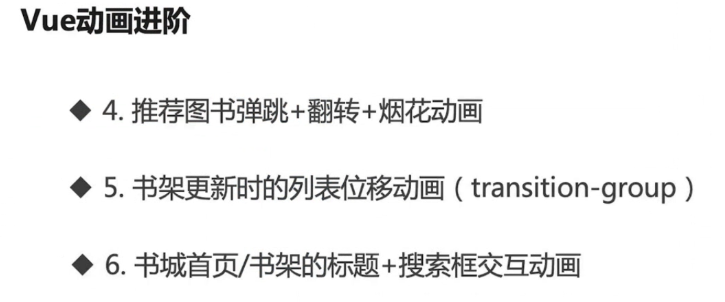 Vue动画进阶
◆ 4. 推荐图书弹跳+翻转+烟花动画
◆ 5. 书架更新时的列表位移动画（transition-group）
◆ 6. 书城首页/书架的标题+搜索框交互动画